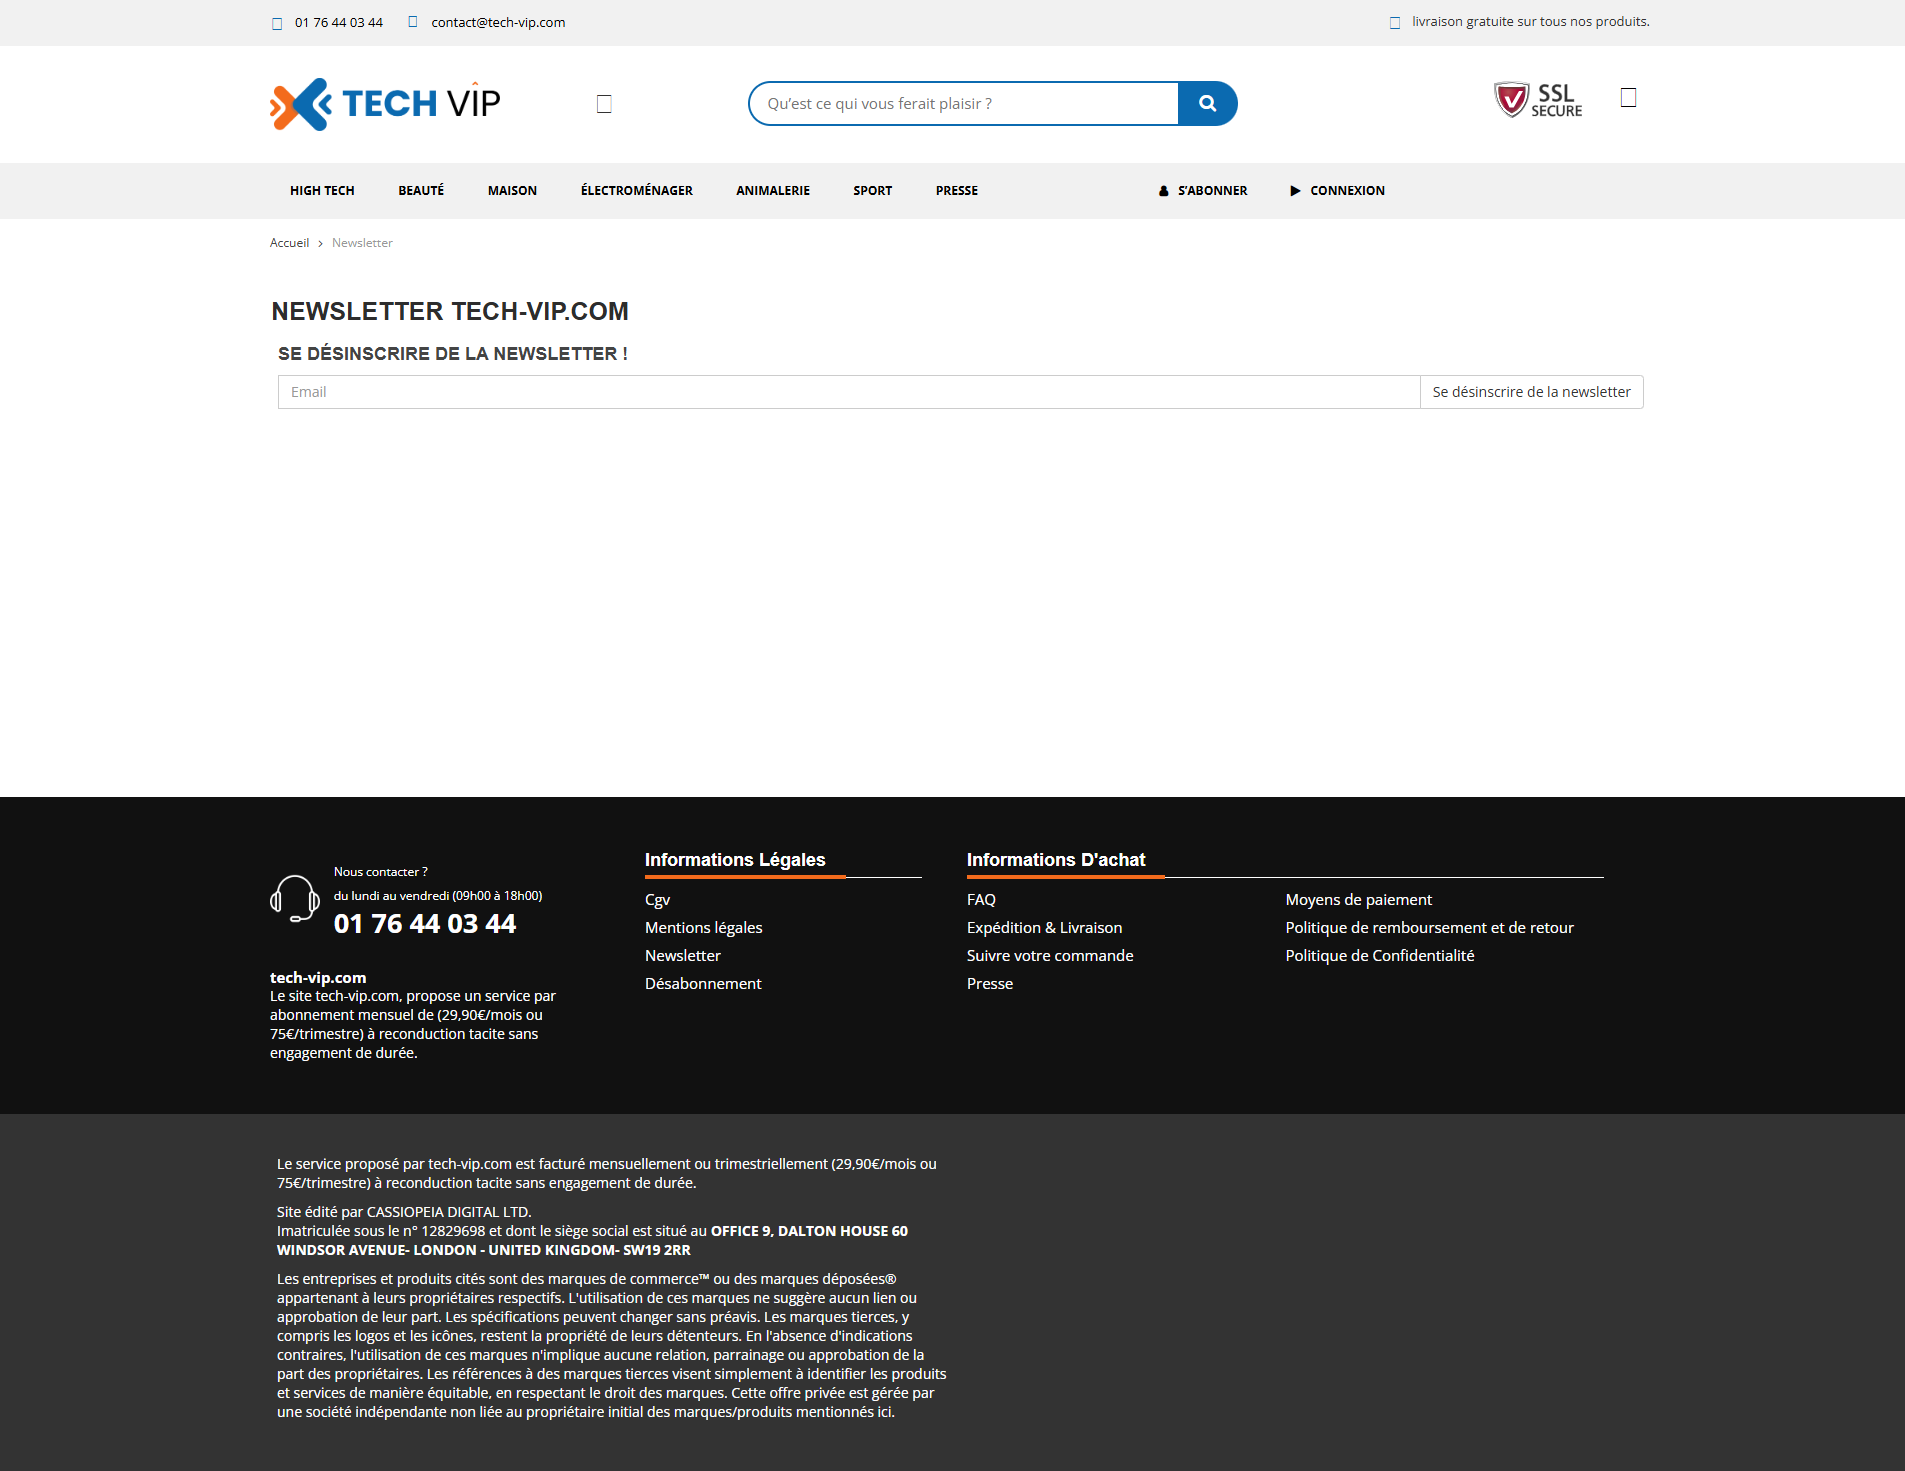 01 76 44 03 44 contact@tech-vip.com livraison gratuite sur tous nos produits.
TECH VIP
Qu'est ce qui vous ferait plaisir ?
SSL
SECURE
HIGH TECH BEAUTÉ MAISON ÉLECTROMÉNAGER ANIMALERIE SPORT PRESSE S'ABONNER CONNEXION
Accueil > Newsletter
NEWSLETTER TECH-VIP.COM
SE DÉSINSCRIRE DE LA NEWSLETTER !
Email Se désinscrire de la newsletter
Nous contacter ?
du lundi au vendredi (09h00 à 18h00)
01 76 44 03 44
tech-vip.com
Le site tech-vip.com, propose un service par
abonnement mensuel de (29,90€/mois ou
75€/trimestre) à reconduction tacite sans
engagement de durée.
Informations Légales
Cgv
Mentions légales
Newsletter
Désabonnement
Informations D'achat
FAQ
Expédition & Livraison
Suivre votre commande
Presse
Moyens de paiement
Politique de remboursement et de retour
Politique de Confidentialité
Le service proposé par tech-vip.com est facturé mensuellement ou trimestriellement (29,90€/mois ou
75€/trimestre) à reconduction tacite sans engagement de durée.
Site édité par CASSIOPEIA DIGITAL LTD.
Imatriculée sous le n° 12829698 et dont le siège social est situé au OFFICE 9, DALTON HOUSE 60
WINDSOR AVENUE- LONDON - UNITED KINGDOM- SW19 2RR
Les entreprises et produits cités sont des marques de commerce™ ou des marques déposées®
appartenant à leurs propriétaires respectifs. L'utilisation de ces marques ne suggère aucun lien ou
approbation de leur part. Les spécifications peuvent changer sans préavis. Les marques tierces, y
compris les logos et les icônes, restent la propriété de leurs détenteurs. En l'absence d'indications
contraires, l'utilisation de ces marques n'implique aucune relation, parrainage ou approbation de la
part des propriétaires. Les références à des marques tierces visent simplement à identifier les produits
et services de manière équitable, en respectant le droit des marques. Cette offre privée est gérée par
une société indépendante non liée au propriétaire initial des marques/produits mentionnés ici.